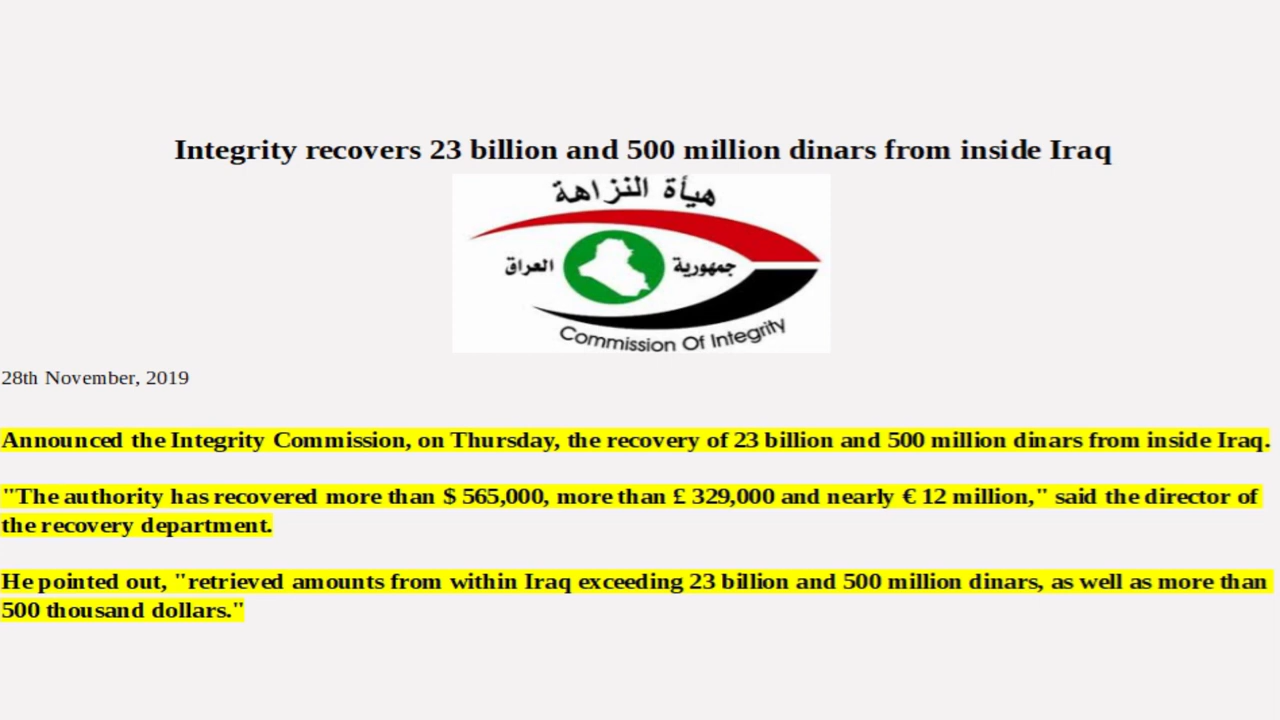 Integrity recovers 23 billion and 500 million dinars from inside Iraq
هيأة النزاهة
جمهورية العراق
Commission Of Integrity
28th November, 2019
Announced the Integrity Commission, on Thursday, the recovery of 23 billion and 500 million dinars from inside Iraq.
"The authority has recovered more than $ 565,000, more than £ 329,000 and nearly € 12 million," said the director of
the recovery department.
He pointed out, "retrieved amounts from within Iraq exceeding 23 billion and 500 million dinars, as well as more than
500 thousand dollars."